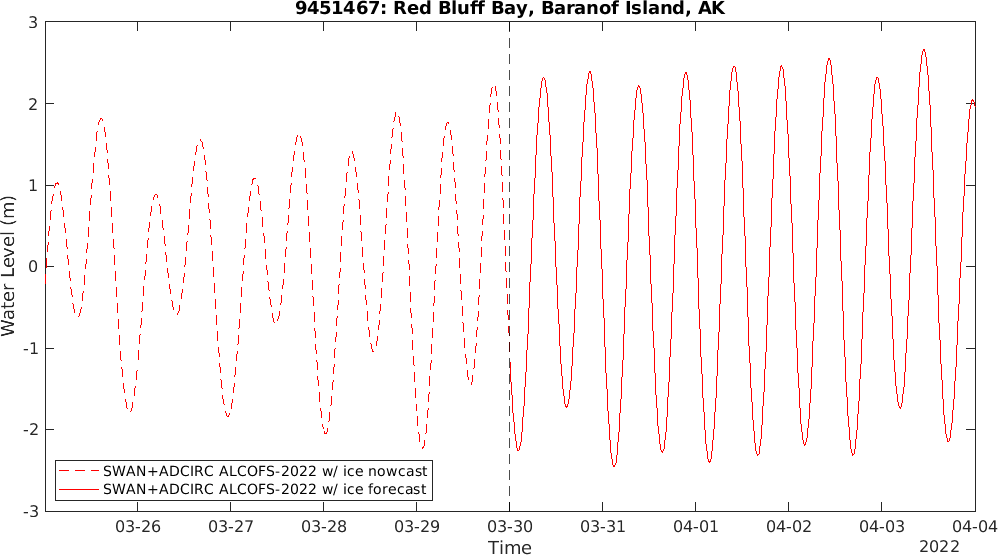 9451467: Red Bluff Bay, Baranof Island, AK
3
2
1
0
-1
-2
-3
Water Level (m)
SWAN+ADCIRC ALCOFS-2022 w/ ice nowcast
SWAN+ADCIRC ALCOFS-2022 w/ ice forecast
03-26 03-27 03-28 03-29 03-30 03-31 04-01 04-02 04-03 04-04
Time
2022